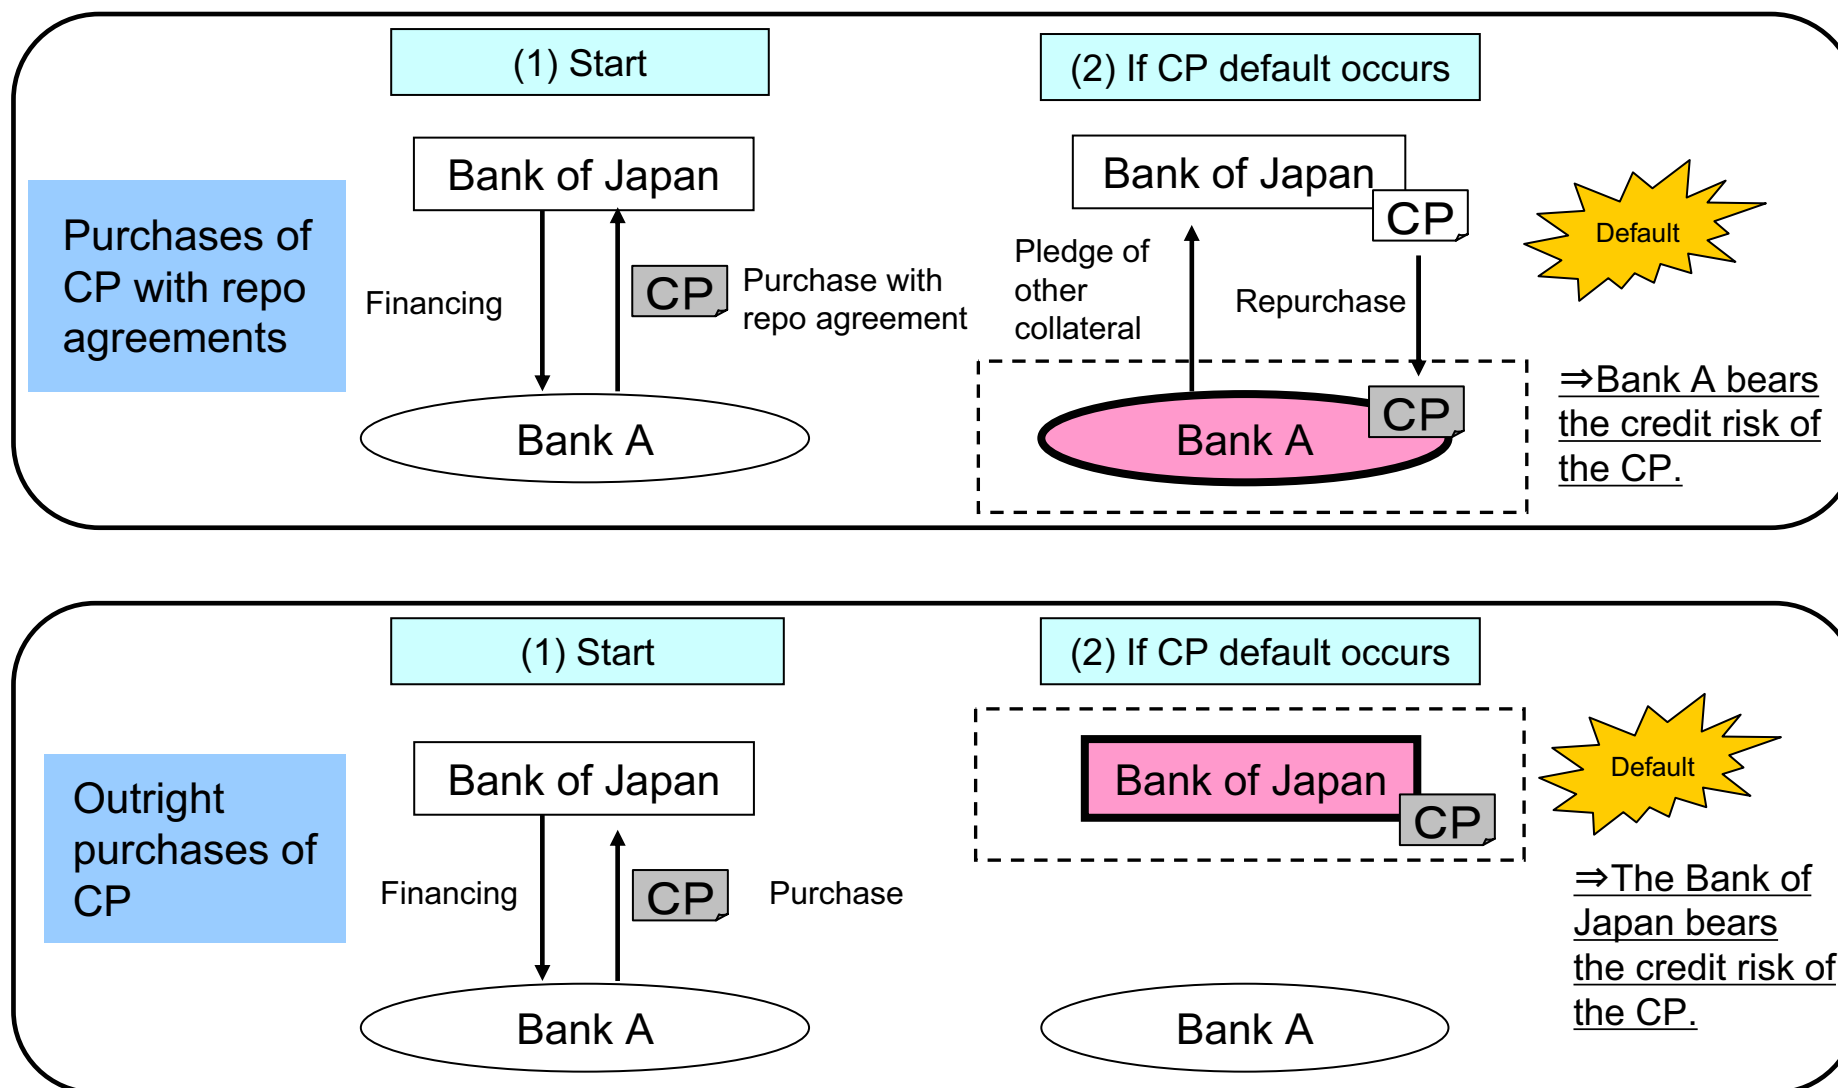 (1) Start
(2) If CP default occurs
Purchases of
CP with repo
agreements
Bank of Japan
Financing
CP
Purchase with
repo agreement
Bank A
Bank of Japan
CP
Pledge of
other
collateral
Repurchase
CP
Bank A
Default
⇒Bank A bears
the credit risk of
the CP.
(1) Start
(2) If CP default occurs
Outright
purchases of
CP
Bank of Japan
Financing
CP
Purchase
Bank A
Bank of Japan
CP
Bank A
Default
⇒The Bank of
Japan bears
the credit risk of
the CP.